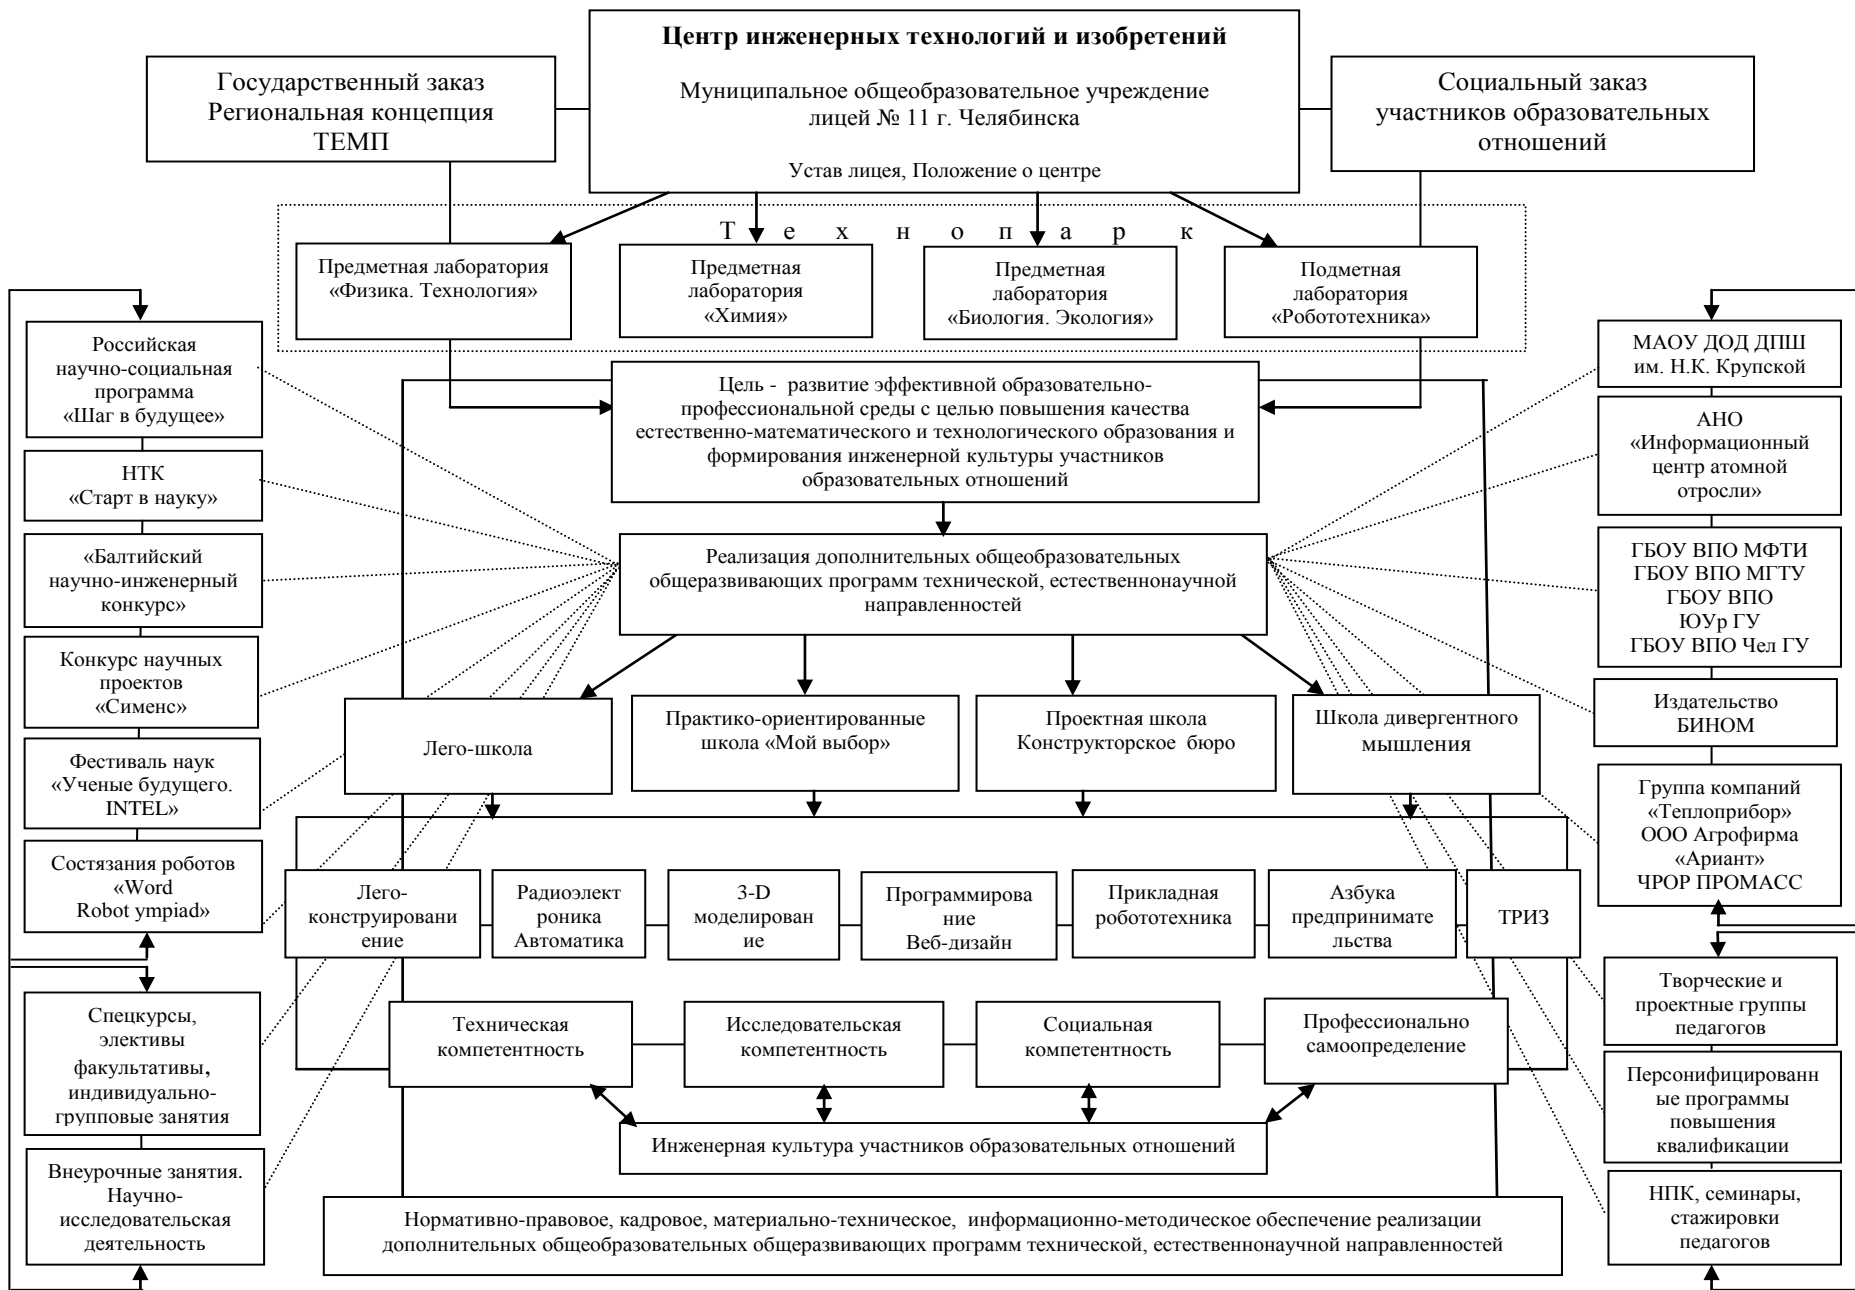 Центр инженерных технологий и изобретений
Муниципальное общеобразовательное учреждение
лицей № 11 г. Челябинска
Устав лицея, Положение о центре
Государственный заказ
Региональная концепция
ТЕМП
Социальный заказ
участников образовательных
отношений
Т е х н о п а р к
Предметная лаборатория
«Физика. Технология»
Предметная
лаборатория
«Химия»
Предметная
лаборатория
«Биология. Экология»
Подметная
лаборатория
«Робототехника»
Российская
научно-социальная
программа
«Шаг в будущее»
НТК
«Старт в науку»
«Балтийский
научно-инженерный
конкурс»
Конкурс научных
проектов
«Сименс»
Фестиваль наук
«Ученые будущего.
INTEL»
Состязания роботов
«Word
Robot ympiad»
Спецкурсы,
элективы
факультативы,
индивидуально-
групповые занятия
Внеурочные занятия.
Научно-
исследовательская
деятельность
Цель - развитие эффективной образовательно-
профессиональной среды с целью повышения качества
естественно-математического и технологического образования и
формирования инженерной культуры участников
образовательных отношений
Реализация дополнительных общеобразовательных
общеразвивающих программ технической, естественнонаучной
направленностей
Лего-школа
Практико-ориентированные
школа «Мой выбор»
Проектная школа
Конструкторское бюро
Школа дивергентного
мышления
Лего-
конструировани
ение
Радиоэлект
роника
Автоматика
3-D
моделирован
ие
Программирова
ние
Веб-дизайн
Прикладная
робототехника
Азбука
предпринимате
льства
ТРИЗ
Техническая
компетентность
Исследовательская
компетентность
Социальная
компетентность
Профессионально
самоопределение
Инженерная культура участников образовательных отношений
Нормативно-правовое, кадровое, материально-техническое, информационно-методическое обеспечение реализации
дополнительных общеобразовательных общеразвивающих программ технической, естественнонаучной направленностей
МАОУ ДОД ДПШ
им. Н.К. Крупской
АНО
«Информационный
центр атомной
отросли»
ГБОУ ВПО МФТИ
ГБОУ ВПО МГТУ
ГБОУ ВПО
ЮУр ГУ
ГБОУ ВПО Чел ГУ
Издательство
БИНОМ
Группа компаний
«Теплоприбор»
ООО Агрофирма
«Ариант»
ЧРОР ПРОМАСС
Творческие и
проектные группы
педагогов
Персонифицированн
ые программы
повышения
квалификации
НПК, семинары,
стажировки
педагогов